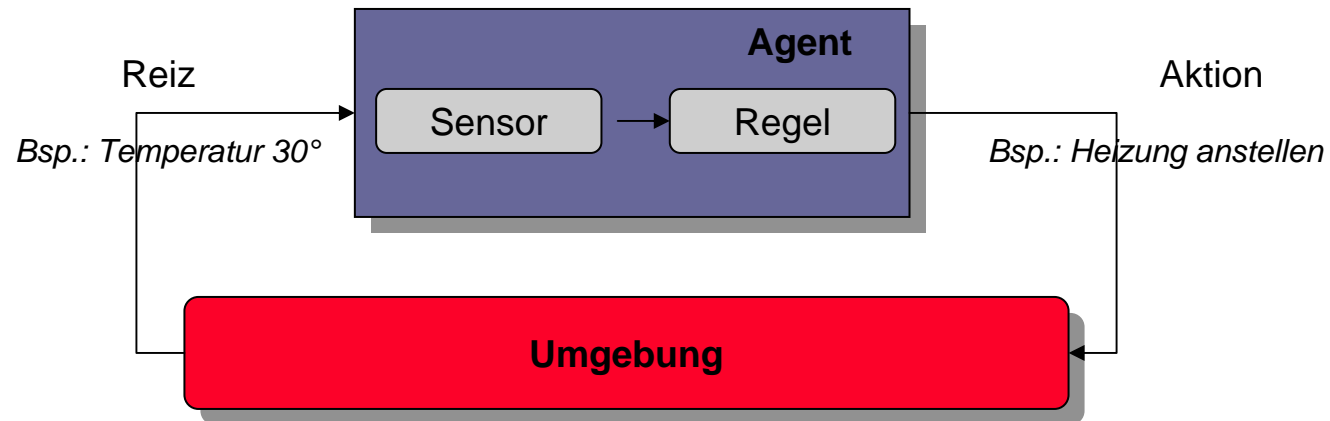 Agent
Reiz
Aktion
Sensor
Regel
Bsp.: Temperatur 30°
Bsp.: Heizung anstellen
Umgebung